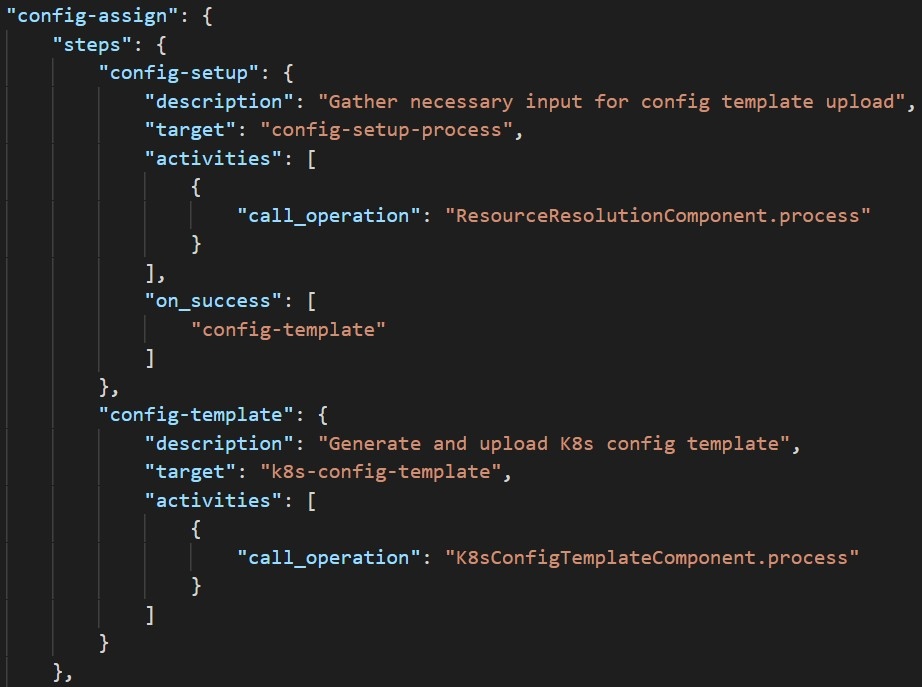 "config-assign": {
    "steps": {
        "config-setup": {
            "description": "Gather necessary input for config template upload",
            "target": "config-setup-process",
            "activities": [
                {
                    "call_operation": "ResourceResolutionComponent.process"
                }
            ],
            "on_success": [
                "config-template"
            ]
        },
        "config-template": {
            "description": "Generate and upload K8s config template",
            "target": "k8s-config-template",
            "activities": [
                {
                    "call_operation": "K8sConfigTemplateComponent.process"
                }
            ]
        }
    },